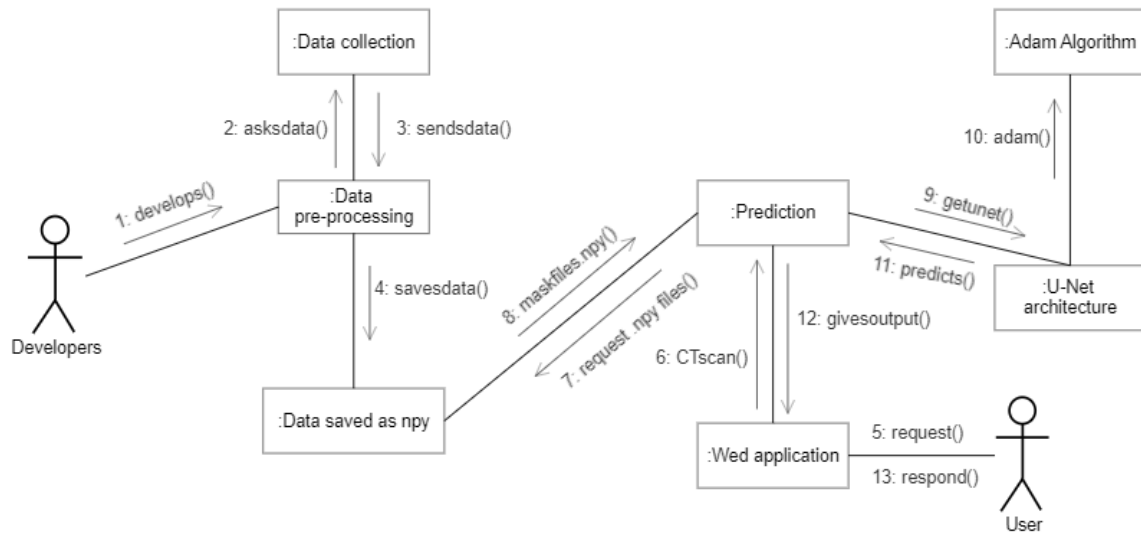 :Data collection
:Adam Algorithm
2: asksdata()
3: sendsdata()
10: adam()
1: develops()
:Data
pre-processing
:Prediction
9: getunet()
8: maskfiles.npy()
11: predicts()
4: savesdata()
7: request .npy files()
12: givesoutput()
:U-Net
architecture
Developers
6: CTscan()
:Data saved as npy
:Wed application
5: request()
13: respond()
User